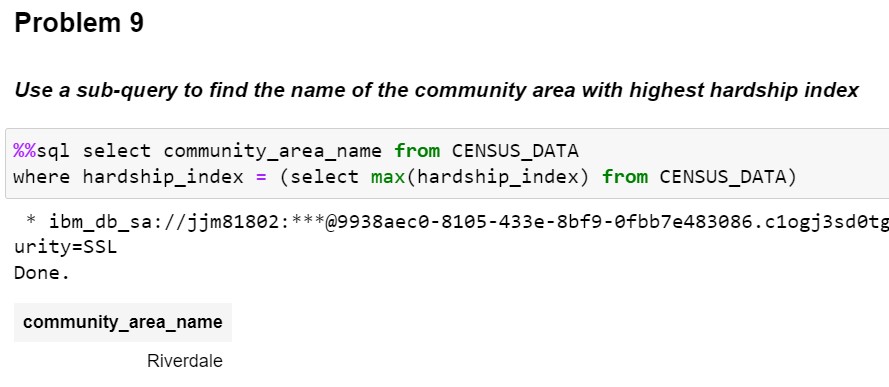 Problem 9
Use a sub-query to find the name of the community area with highest hardship index
%%sql select community_area_name from CENSUS_DATA
where hardship_index = (select max(hardship_index) from CENSUS_DATA)
* ibm_db_sa://jjm81802:***@9938aec0-8105-433e-8bf9-0fbb7e483086.c1ogj3sd0tg
urity=SSL
Done.
community_area_name
Riverdale